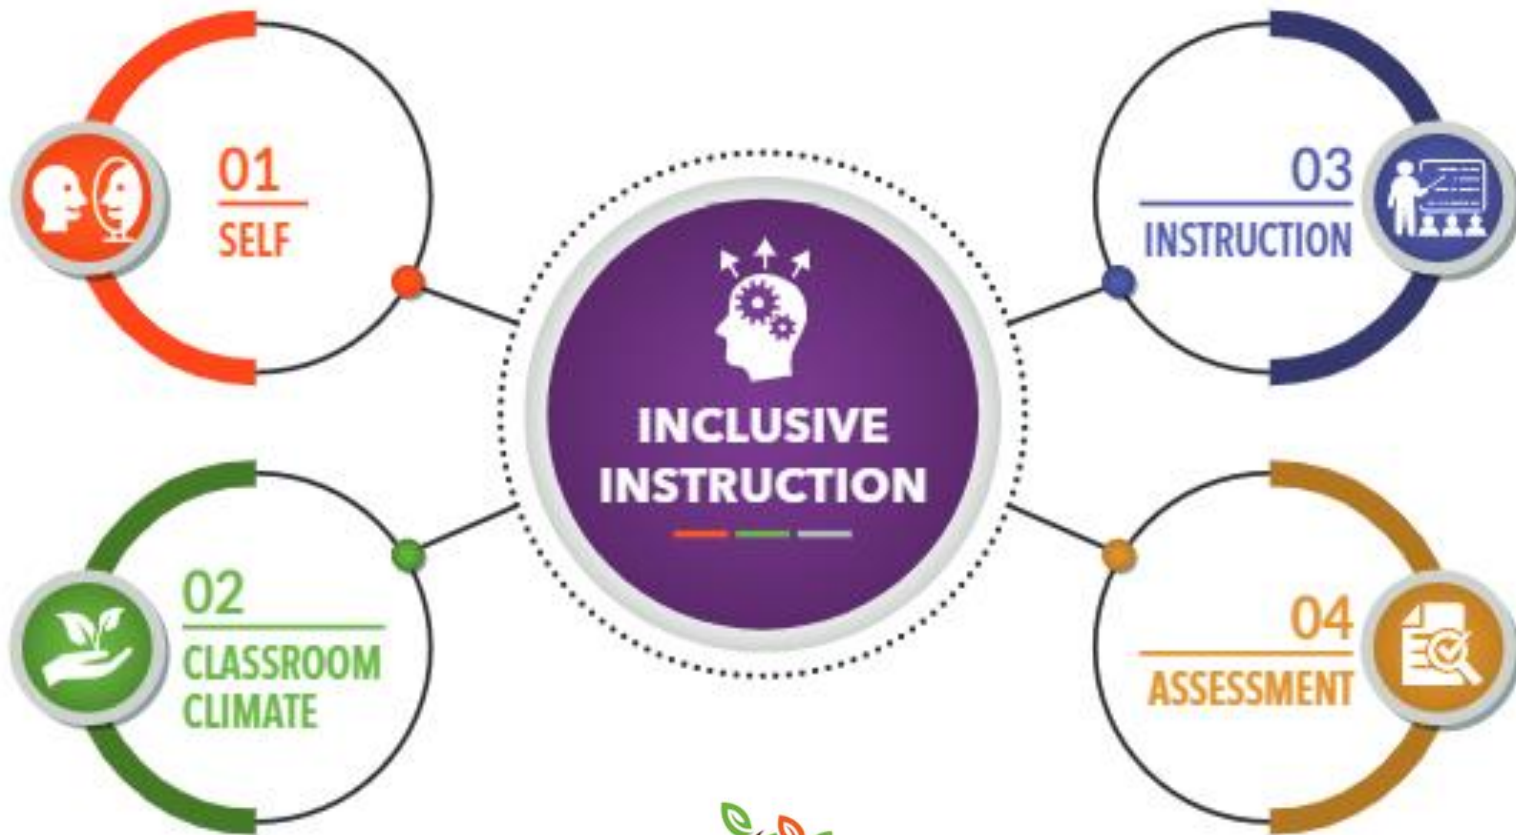 01
SELF
02
CLASSROOM
CLIMATE
INCLUSIVE
INSTRUCTION
03
INSTRUCTION
04
ASSESSMENT